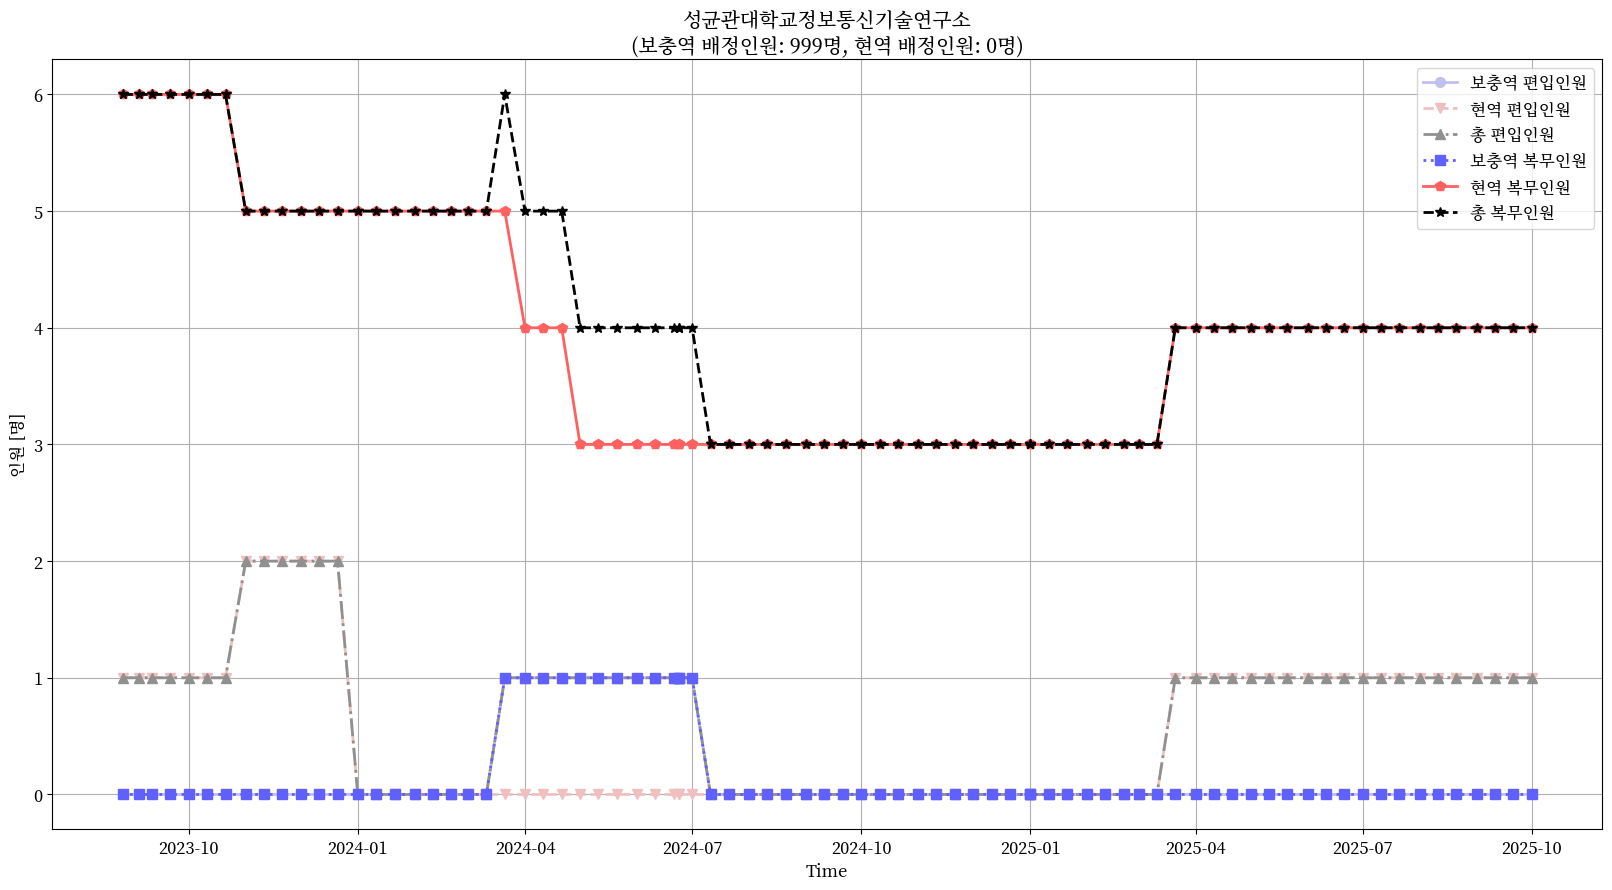 성균관대학교정보통신기술연구소
(보충역 배정인원: 999명, 현역 배정인원: 0명)
보충역 편입인원
현역 편입인원
총 편입인원
보충역 복무인원
현역 복무인원
총 복무인원
인원 [명]
6
5
4
3
2
1
0
2023-10
2024-01
2024-04
2024-07
2024-10
2025-01
2025-04
2025-07
2025-10
Time